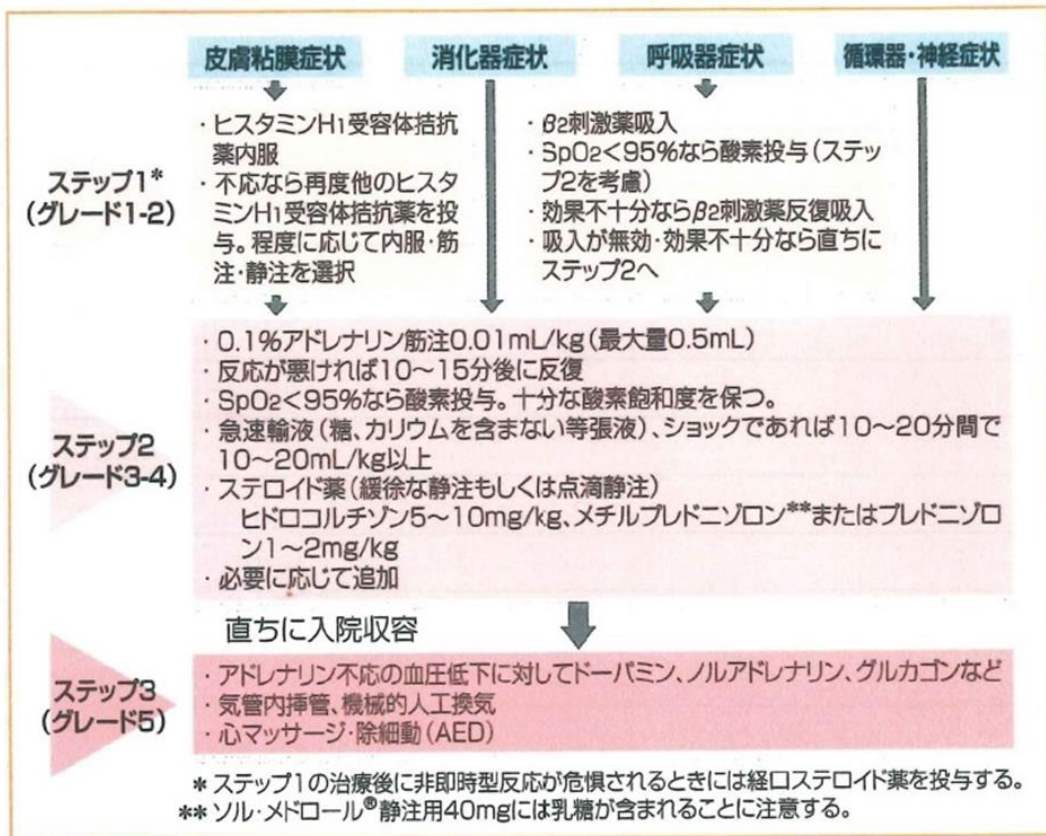 皮膚粘膜症状 消化器症状 呼吸器症状 循環器・神経症状
ステップ1*
(グレード1-2)
・ヒスタミンH1受容体拮抗
薬内服
・不応なら再度他のヒスタ
ミンH1受容体拮抗薬を投
与。程度に応じて内服・筋
注・静注を選択
・β2刺激薬吸入
・SpO2<95%なら酸素投与(ステッ
プ2を考慮)
・効果不十分ならβ2刺激薬反復吸入
・吸入が無効・効果不十分なら直ちに
ステップ2へ
ステップ2
(グレード3-4)
・0.1%アドレナリン筋注0.01mL/kg(最大量0.5mL)
・反応が悪ければ10~15分後に反復
・SpO2<95%なら酸素投与。十分な酸素飽和度を保つ。
・急速輸液(糖、カリウムを含まない等張液)、ショックであれば10~20分間で
10~20mL/kg以上
・ステロイド薬(緩徐な静注もしくは点滴静注)
ヒドロコルチゾン5~10mg/kg、メチルプレドニゾロン**またはプレドニゾロ
ン1~2mg/kg
・必要に応じて追加
直ちに入院収容
ステップ3
(グレード5)
・アドレナリン不応の血圧低下に対してドーパミン、ノルアドレナリン、グルカゴンなど
・気管内挿管、機械的人工換気
・心マッサージ・除細動(AED)
* ステップ1の治療後に非即時型反応が危惧されるときには経口ステロイド薬を投与する。
** ソル・メドロール®静注用40mgには乳糖が含まれることに注意する。